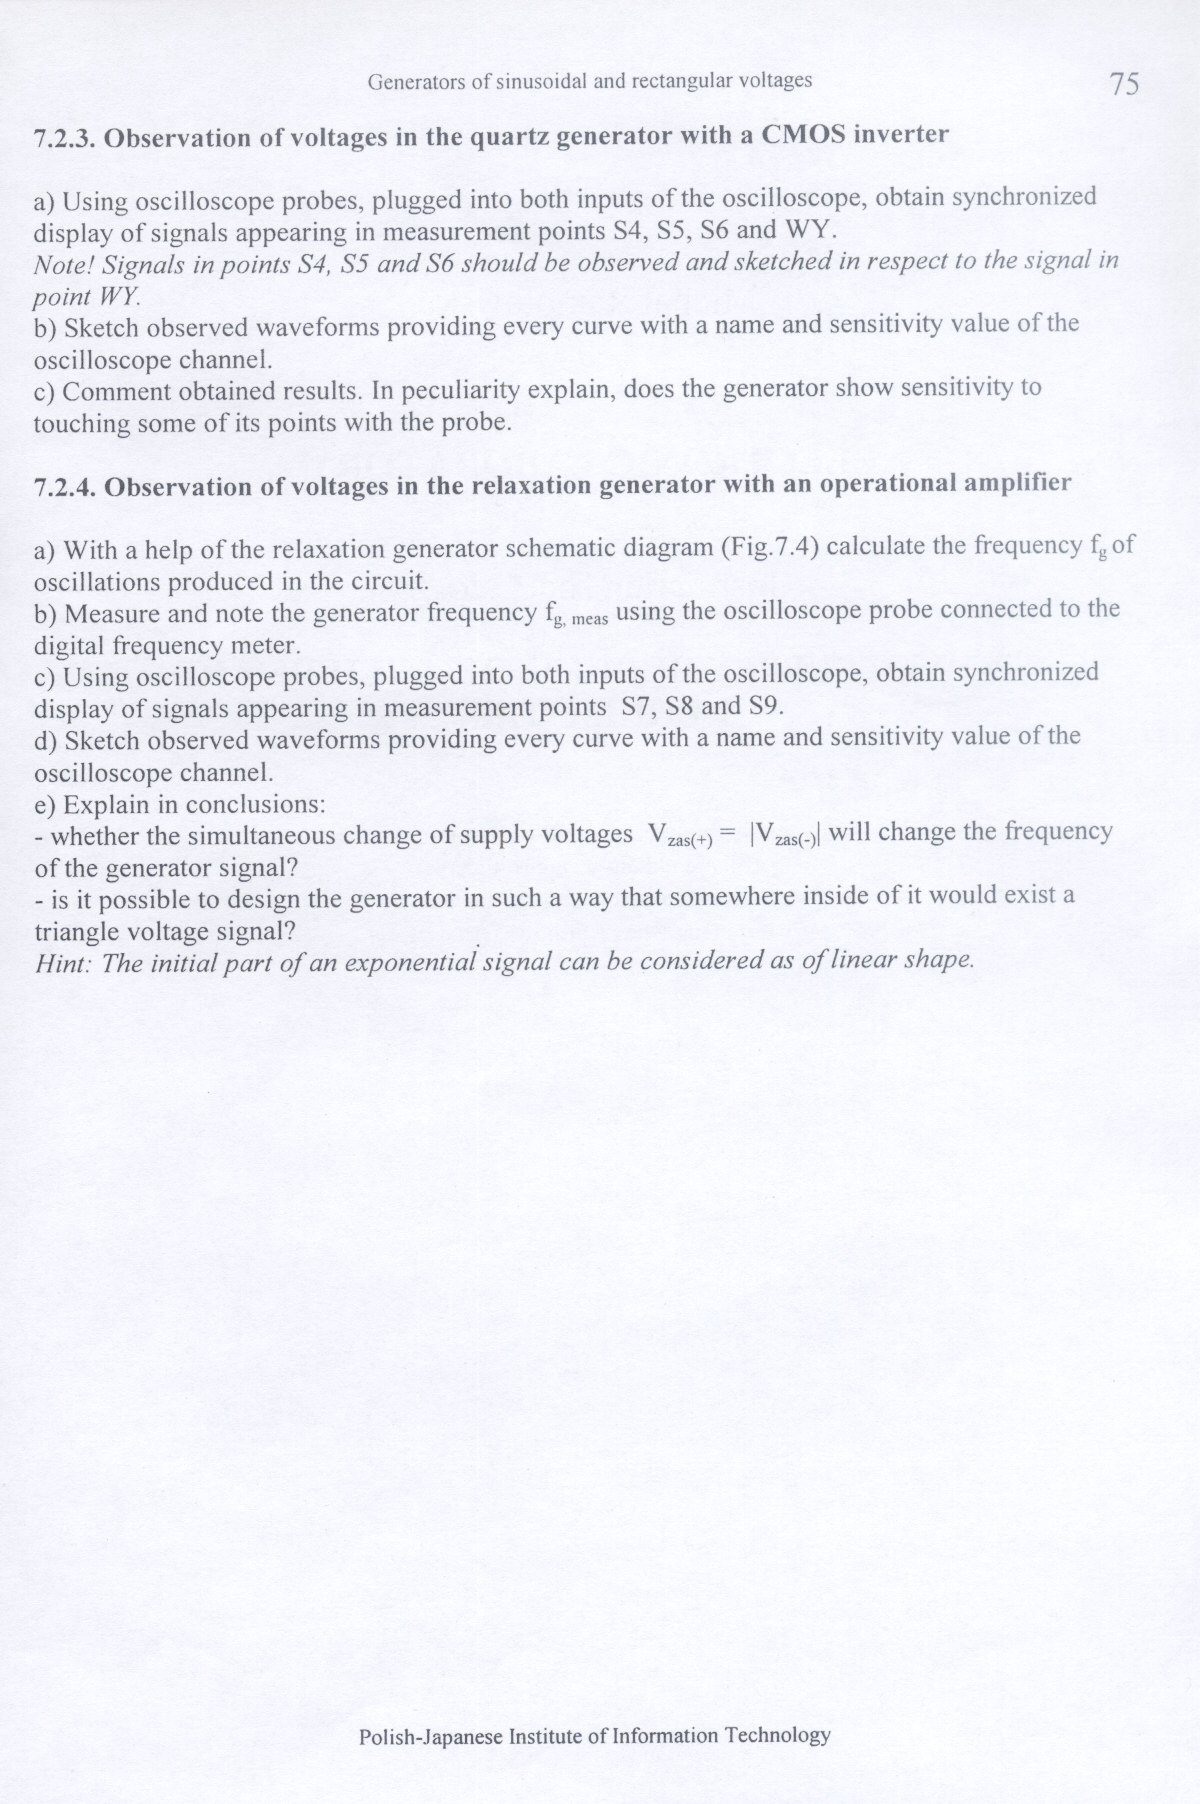 Generators of sinusoidal and rectangular voltages 75
7.2.3. Observation of voltages in the quartz generator with a CMOS inverter
a) Using oscilloscope probes, plugged into both inputs of the oscilloscope, obtain synchronized
display of signals appearing in measurement points S4, S5, S6 and WY.
Note! Signals in points S4, S5 and S6 should be observed and sketched in respect to the signal in
point WY.
b) Sketch observed waveforms providing every curve with a name and sensitivity value of the
oscilloscope channel.
c) Comment obtained results. In peculiarity explain, does the generator show sensitivity to
touching some of its points with the probe.
7.2.4. Observation of voltages in the relaxation generator with an operational amplifier
a) With a help of the relaxation generator schematic diagram (Fig.7.4) calculate the frequency fg of
oscillations produced in the circuit.
b) Measure and note the generator frequency fg, meas using the oscilloscope probe connected to the
digital frequency meter.
c) Using oscilloscope probes, plugged into both inputs of the oscilloscope, obtain synchronized
display of signals appearing in measurement points S7, S8 and S9.
d) Sketch observed waveforms providing every curve with a name and sensitivity value of the
oscilloscope channel.
e) Explain in conclusions:
- whether the simultaneous change of supply voltages Vzas(+) = |Vzas(-)| will change the frequency
of the generator signal?
- is it possible to design the generator in such a way that somewhere inside of it would exist a
triangle voltage signal?
Hint: The initial part of an exponential signal can be considered as of linear shape.
Polish-Japanese Institute of Information Technology